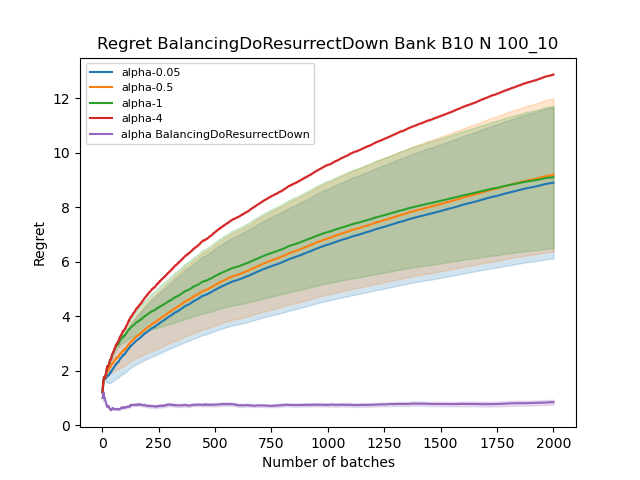 Regret BalancingDoResurrectDown Bank B10 N 100_10
alpha-0.05
alpha-0.5
alpha-1
alpha-4
alpha BalancingDoResurrectDown
Regret
12
10
8
6
4
2
0
0 250 500 750 1000 1250 1500 1750 2000
Number of batches